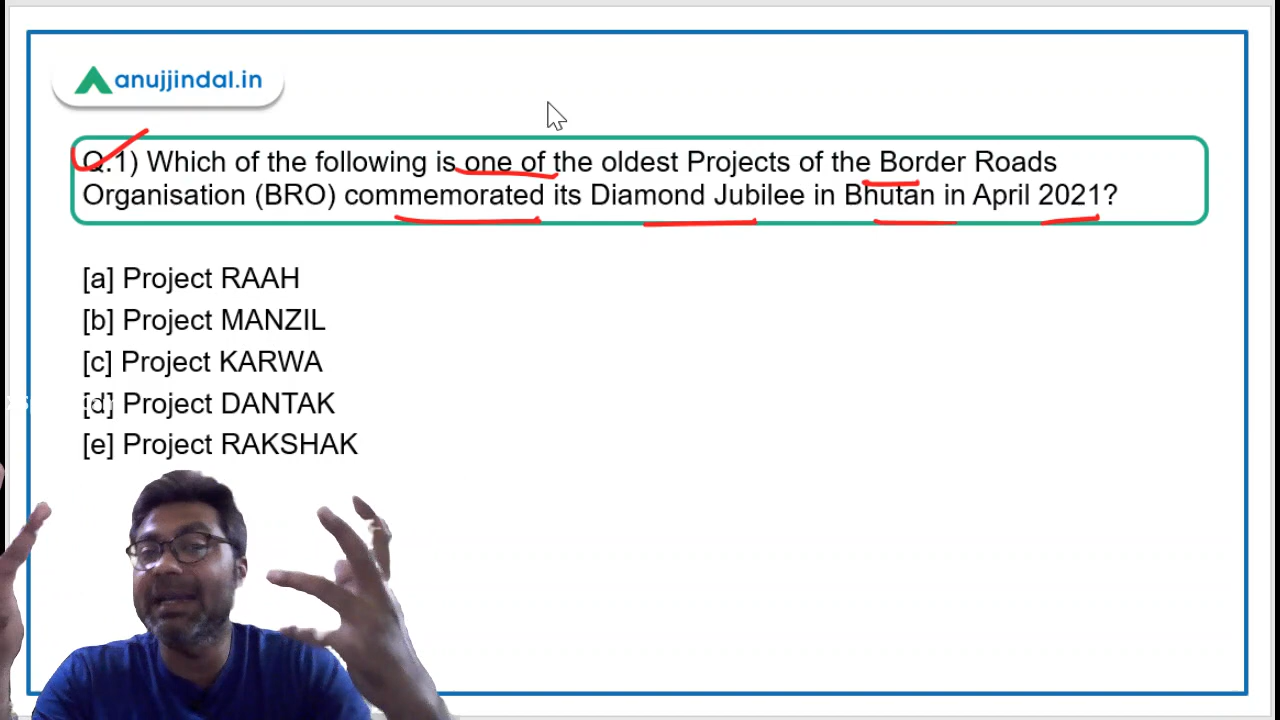 anujjindal.in
Q.1) Which of the following is one of the oldest Projects of the Border Roads
Organisation (BRO) commemorated its Diamond Jubilee in Bhutan in April 2021?
[a] Project RAAH
[b] Project MANZIL
[c] Project KARWA
[d] Project DANTAK
[e] Project RAKSHAK